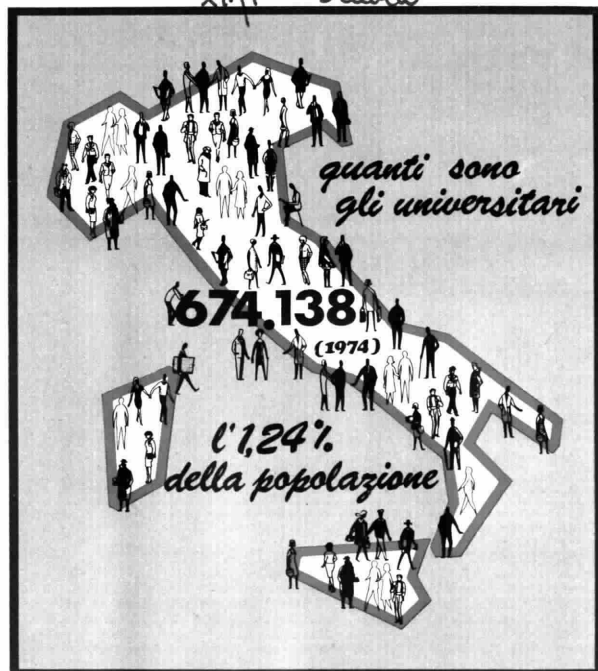 quanti sono
gli universitari
674.138
(1974)
l'1,24%
della popolazione